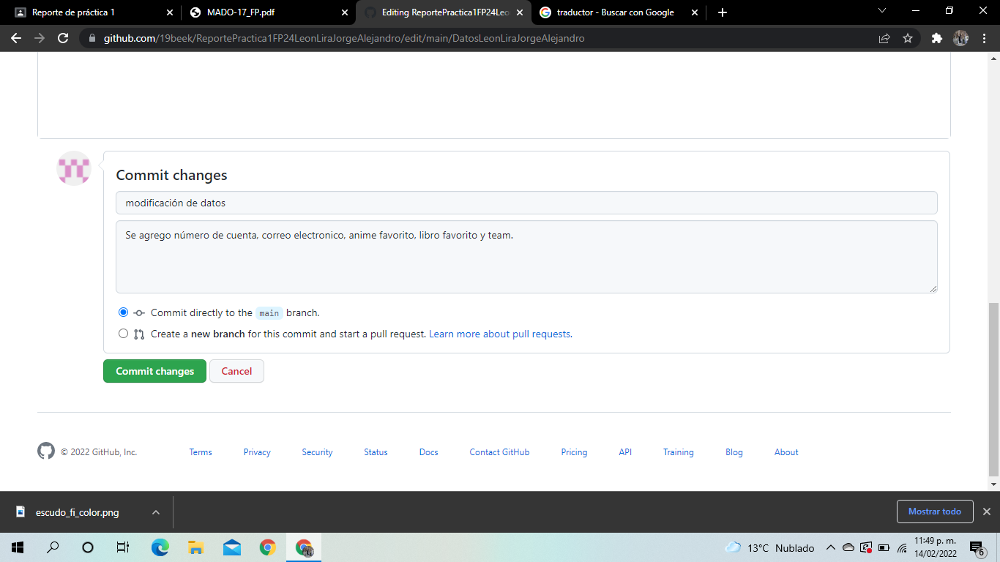 Reporte de práctica 1
MADO-17_FP.pdf
Editing ReportePractica1FP24Leo
traductor - Buscar con Google
github.com/19beek/ReportePractica1FP24LeonLiraJorgeAlejandro/edit/main/DatosLeonLiraJorgeAlejandro
Commit changes
modificación de datos
Se agrego número de cuenta, correo electronico, anime favorito, libro favorito y team.
Commit directly to the main branch.
Create a new branch for this commit and start a pull request. Learn more about pull requests.
Commit changes
Cancel
© 2022 GitHub, Inc.
Terms
Privacy
Security
Status
Docs
Contact GitHub
Pricing
API
Training
Blog
About
escudo_fi_color.png
Mostrar todo
13°C Nublado
11:49 p. m.
14/02/2022
6